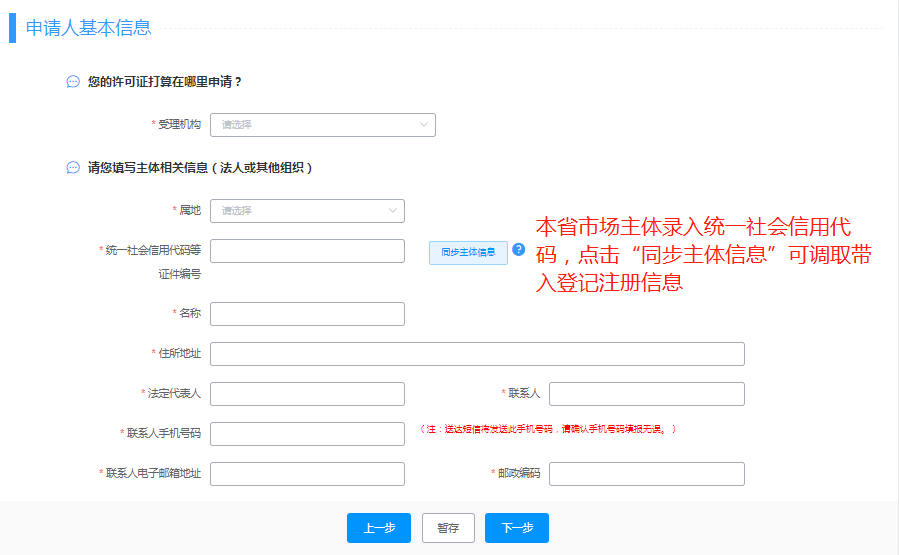 申请人基本信息
您的许可证打算在哪里申请？
* 受理机构 请选择
请您填写主体相关信息（法人或其他组织）
* 属地 请选择
* 统一社会信用代码等
证件编号
同步主体信息 ?
本省市场主体录入统一社会信用代
码，点击“同步主体信息”可调取带
入登记注册信息
* 名称
* 住所地址
* 法定代表人 * 联系人
* 联系人手机号码 （注：送达短信将发送此手机号码，请确认手机号码填报无误。）
* 联系人电子邮箱地址 * 邮政编码
上一步 暂存 下一步